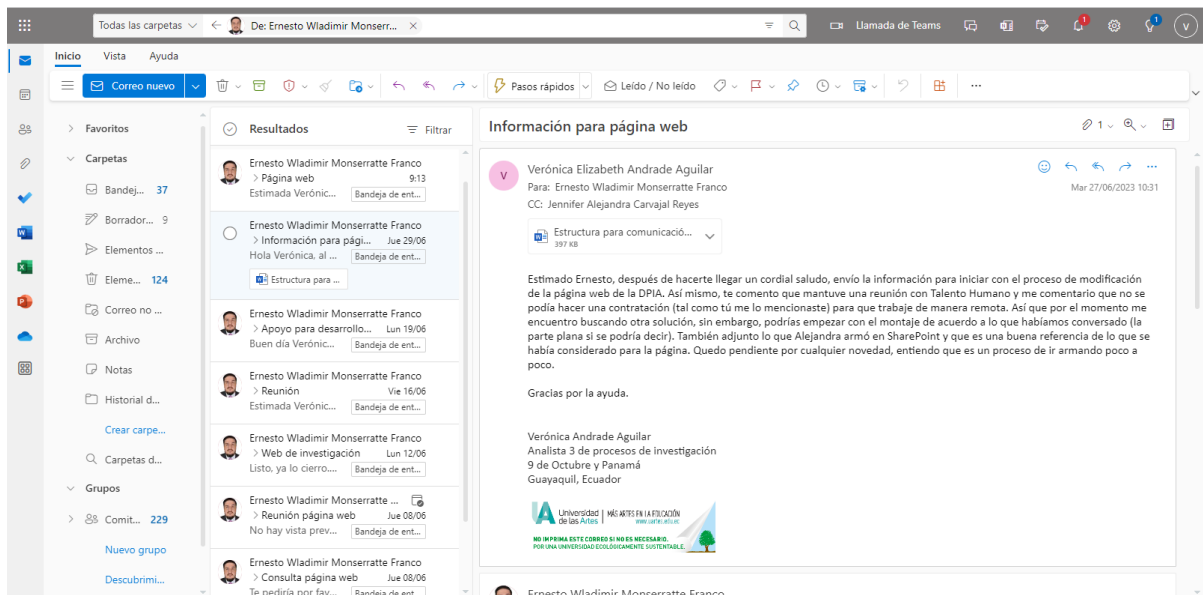 Todas las carpetas
De: Ernesto Wladimir Monserr...
Llamada de Teams
1
1
V
Inicio Vista Ayuda
Correo nuevo
Pasos rápidos
Leído / No leído
...
Favoritos
Carpetas
Bandej... 37
Borrador... 9
Elementos ...
Eleme... 124
Correo no ...
Archivo
Notas
Historial d...
Crear carpe...
Carpetas d...
Grupos
Comit... 229
Nuevo grupo
Descubrimi...
Resultados
Filtrar
Ernesto Wladimir Monserratte Franco
Página web 9:13
Estimada Verónic... Bandeja de ent...
Ernesto Wladimir Monserratte Franco
Información para pági... Jue 29/06
Hola Verónica, al ... Bandeja de ent...
Estructura para ...
Ernesto Wladimir Monserratte Franco
Apoyo para desarrollo... Lun 19/06
Buen día Verónic... Bandeja de ent...
Ernesto Wladimir Monserratte Franco
Reunión Vie 16/06
Estimada Verónic... Bandeja de ent...
Ernesto Wladimir Monserratte Franco
Web de investigación Lun 12/06
Listo, ya lo cierro.... Bandeja de ent...
Ernesto Wladimir Monserratte ...
Reunión página web Jue 08/06
No hay vista prev... Bandeja de ent...
Ernesto Wladimir Monserratte Franco
Consulta página web Jue 08/06
Te pediría por fav... Bandeja de ent...
Información para página web
1
V
Verónica Elizabeth Andrade Aguilar
Para: Ernesto Wladimir Monserratte Franco
CC: Jennifer Alejandra Carvajal Reyes
Mar 27/06/2023 10:31
Estructura para comunicació...
397 KB
Estimado Ernesto, después de hacerte llegar un cordial saludo, envío la información para iniciar con el proceso de modificación
de la página web de la DPIA. Así mismo, te comento que mantuve una reunión con Talento Humano y me comentario que no se
podía hacer una contratación (tal como tú me lo mencionaste) para que trabaje de manera remota. Así que por el momento me
encuentro buscando otra solución, sin embargo, podrías empezar con el montaje de acuerdo a lo que habíamos conversado (la
parte plana si se podría decir). También adjunto lo que Alejandra armó en SharePoint y que es una buena referencia de lo que se
había considerado para la página. Quedo pendiente por cualquier novedad, entiendo que es un proceso de ir armando poco a
poco.
Gracias por la ayuda.
Verónica Andrade Aguilar
Analista 3 de procesos de investigación
9 de Octubre y Panamá
Guayaquil, Ecuador
UA Universidad de las Artes
MÁS ARTES EN LA EDUCACIÓN
www.uartes.edu.ec
NO IMPRIMA ESTE CORREO SI NO ES NECESARIO.
POR UNA UNIVERSIDAD ECOLÓGICAMENTE SUSTENTABLE.
Ernesto Wladimir Monserratte Franco